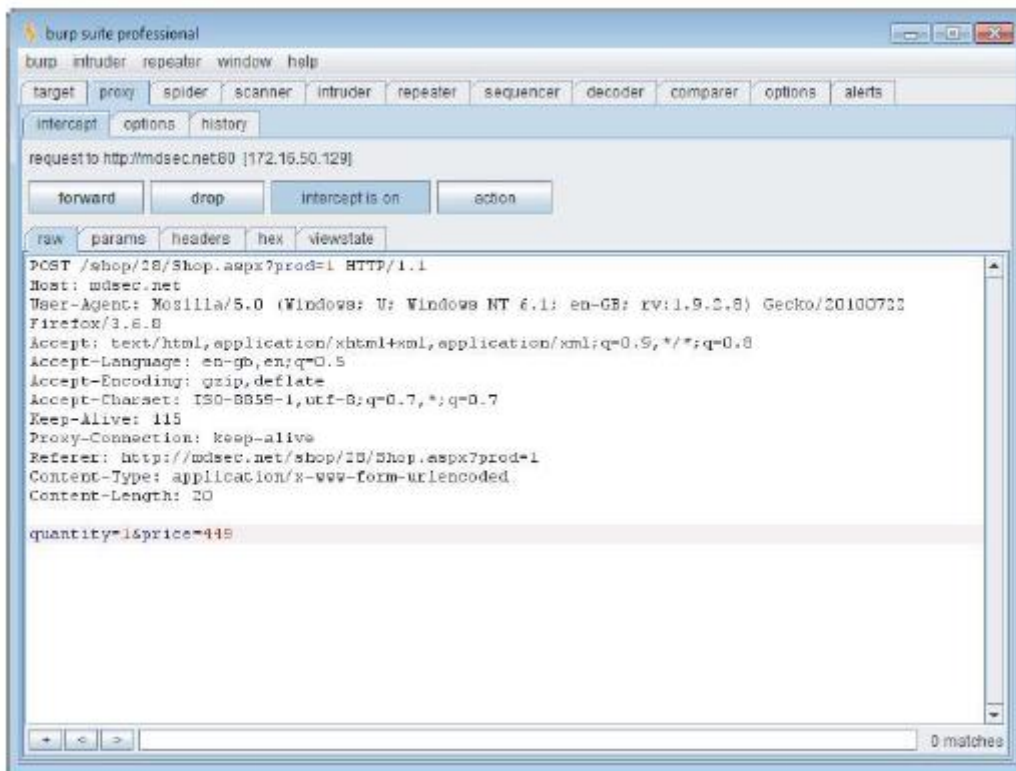 burp suite professional
burp intruder repeater window help
target proxy spider scanner intruder repeater sequencer decoder comparer options alerts
intercept options history
request to http://mdsec.net:80 [172.16.50.129]
forward drop intercept is on action
raw params headers hex viewstate
POST /shop/28/Shop.aspx?prod=1 HTTP/1.1
Host: mdsec.net
User-Agent: Mozilla/5.0 (Windows; U; Windows NT 6.1; en-GB; rv:1.9.2.8) Gecko/20100722
Firefox/3.6.8
Accept: text/html,application/xhtml+xml,application/xml;q=0.9,*/*;q=0.8
Accept-Language: en-gb,en;q=0.5
Accept-Encoding: gzip,deflate
Accept-Charset: ISO-8859-1,utf-8;q=0.7,*;q=0.7
Keep-Alive: 115
Proxy-Connection: keep-alive
Referer: http://mdsec.net/shop/28/Shop.aspx?prod=1
Content-Type: application/x-www-form-urlencoded
Content-Length: 20
quantity=1&price=449
+ < > 0 matches